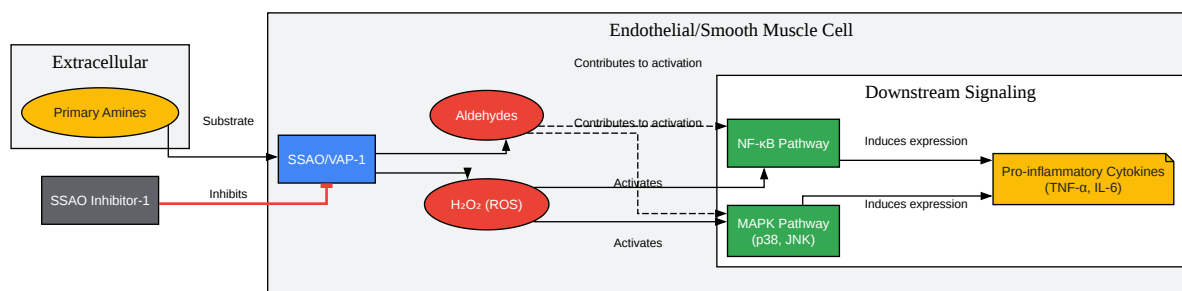 Endothelial/Smooth Muscle Cell
Extracellular
Primary Amines
Substrate
SSAO Inhibitor-1
Inhibits
SSAO/VAP-1
Aldehydes
H₂O₂ (ROS)
Contributes to activation
Contributes to activation
Activates
Activates
Downstream Signaling
NF-κB Pathway
MAPK Pathway
(p38, JNK)
Induces expression
Induces expression
Pro-inflammatory Cytokines
(TNF-α, IL-6)